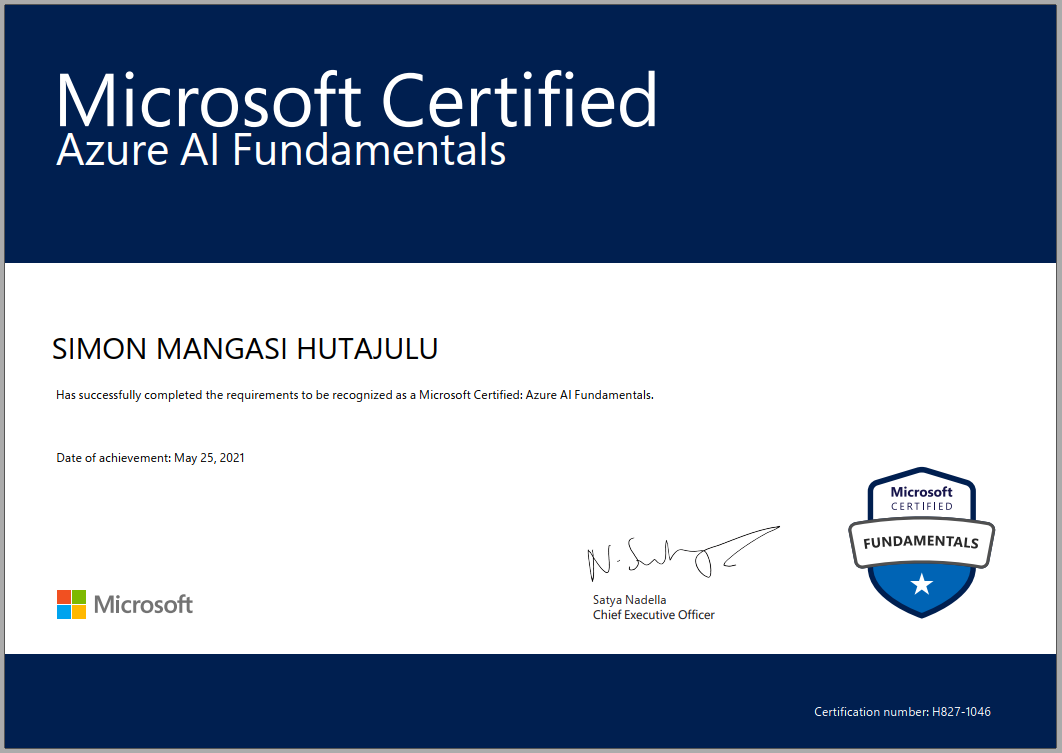 Microsoft Certified
Azure AI Fundamentals
SIMON MANGASI HUTAJULU
Has successfully completed the requirements to be recognized as a Microsoft Certified: Azure AI Fundamentals.
Date of achievement: May 25, 2021
Microsoft
CERTIFIED
FUNDAMENTALS
Microsoft
Satya Nadella
Chief Executive Officer
Certification number: H827-1046